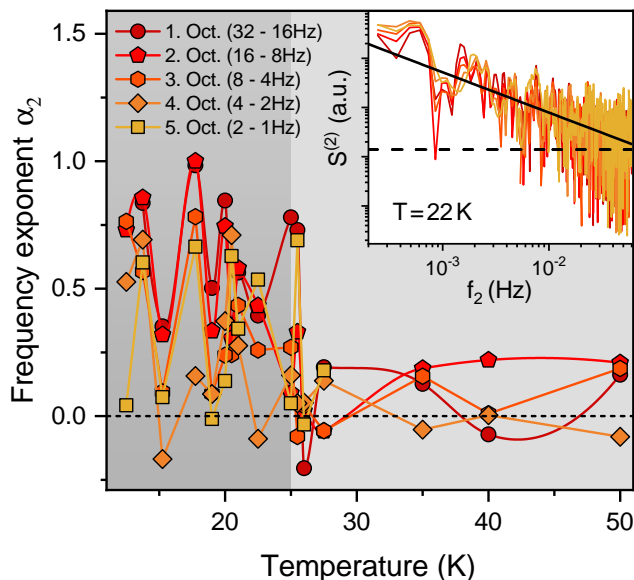 Frequency exponent α₂
1.5
1.0
0.5
0.0
1. Oct. (32 - 16Hz)
2. Oct. (16 - 8Hz)
3. Oct. (8 - 4Hz)
4. Oct. (4 - 2Hz)
5. Oct. (2 - 1Hz)
S⁽²⁾ (a.u.)
T = 22 K
10⁻³
10⁻²
f₂ (Hz)
20
30
40
50
Temperature (K)